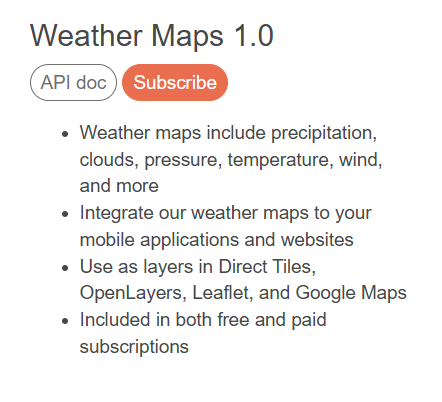 Weather Maps 1.0
API doc Subscribe
• Weather maps include precipitation,
clouds, pressure, temperature, wind,
and more
• Integrate our weather maps to your
mobile applications and websites
• Use as layers in Direct Tiles,
OpenLayers, Leaflet, and Google Maps
• Included in both free and paid
subscriptions